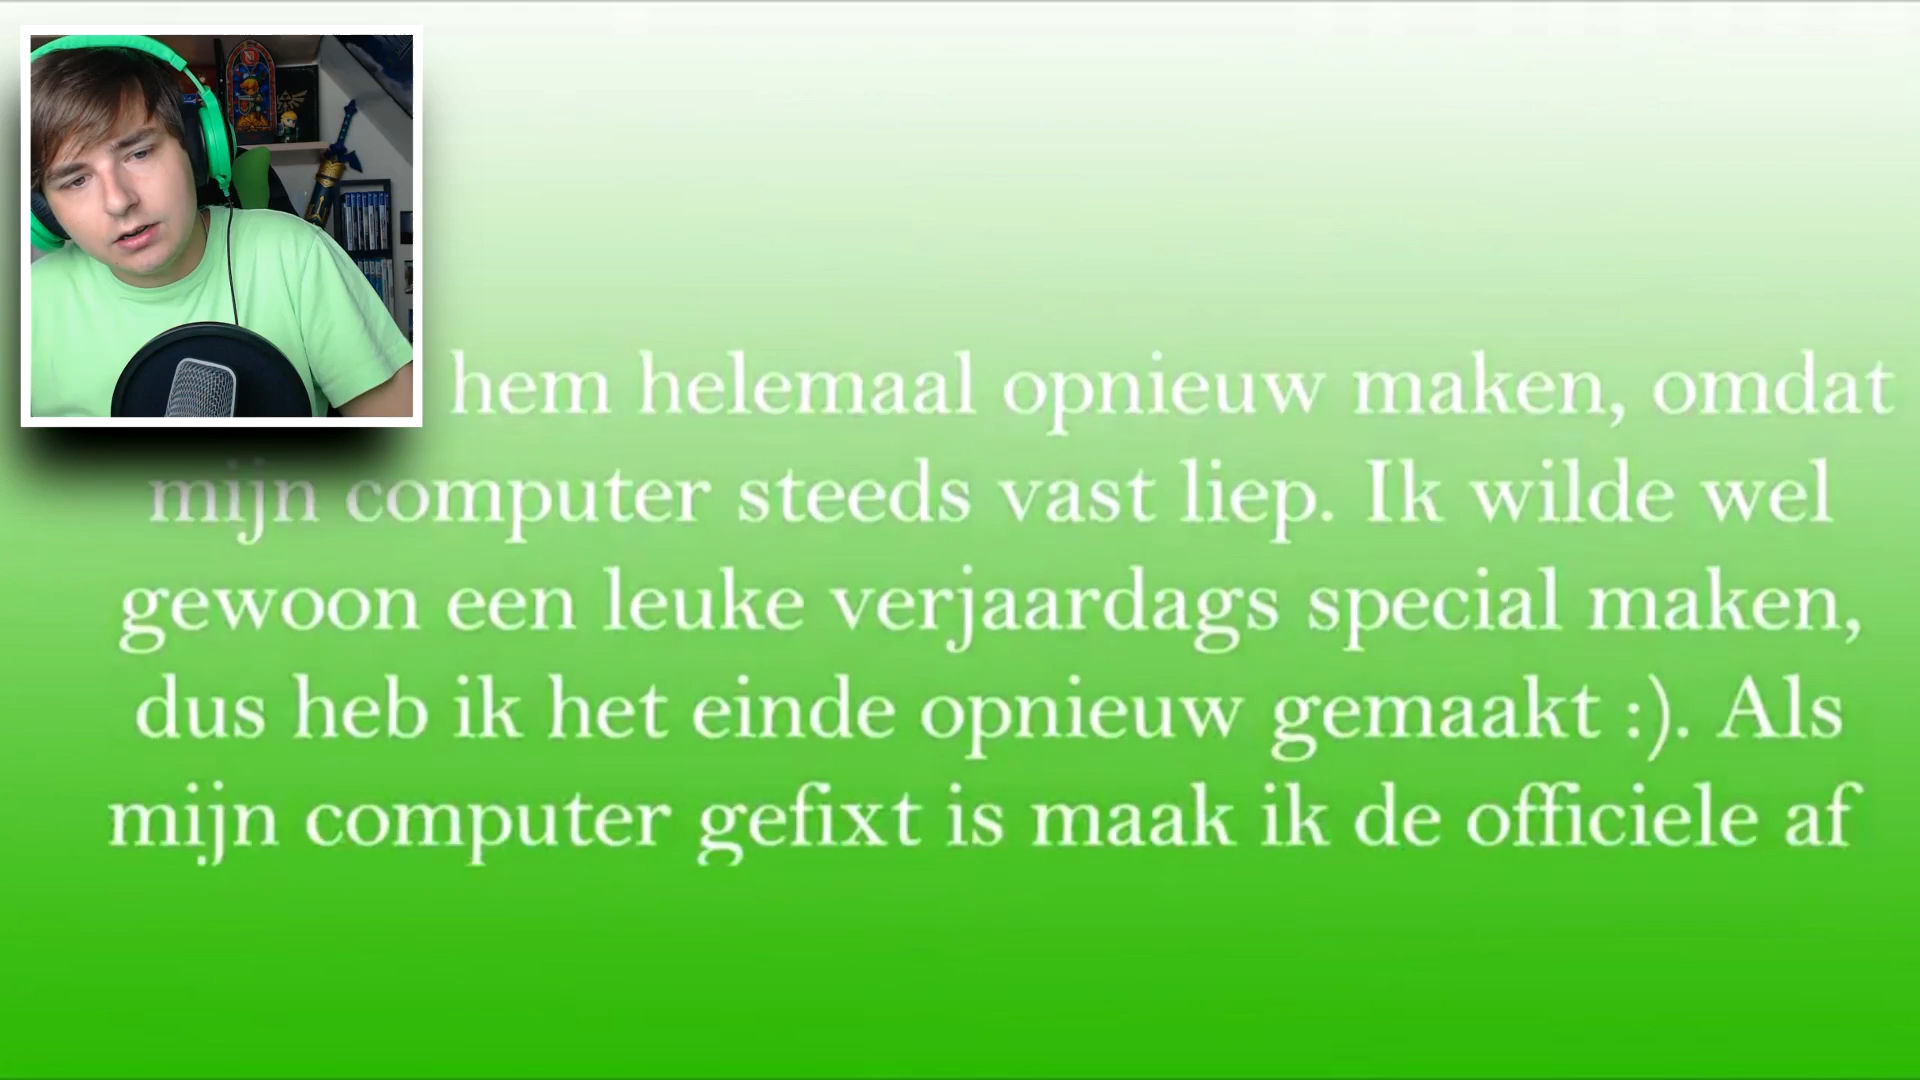 hem helemaal opnieuw maken, omdat
mijn computer steeds vast liep. Ik wilde wel
gewoon een leuke verjaardags special maken,
dus heb ik het einde opnieuw gemaakt :). Als
mijn computer gefixt is maak ik de officiele af